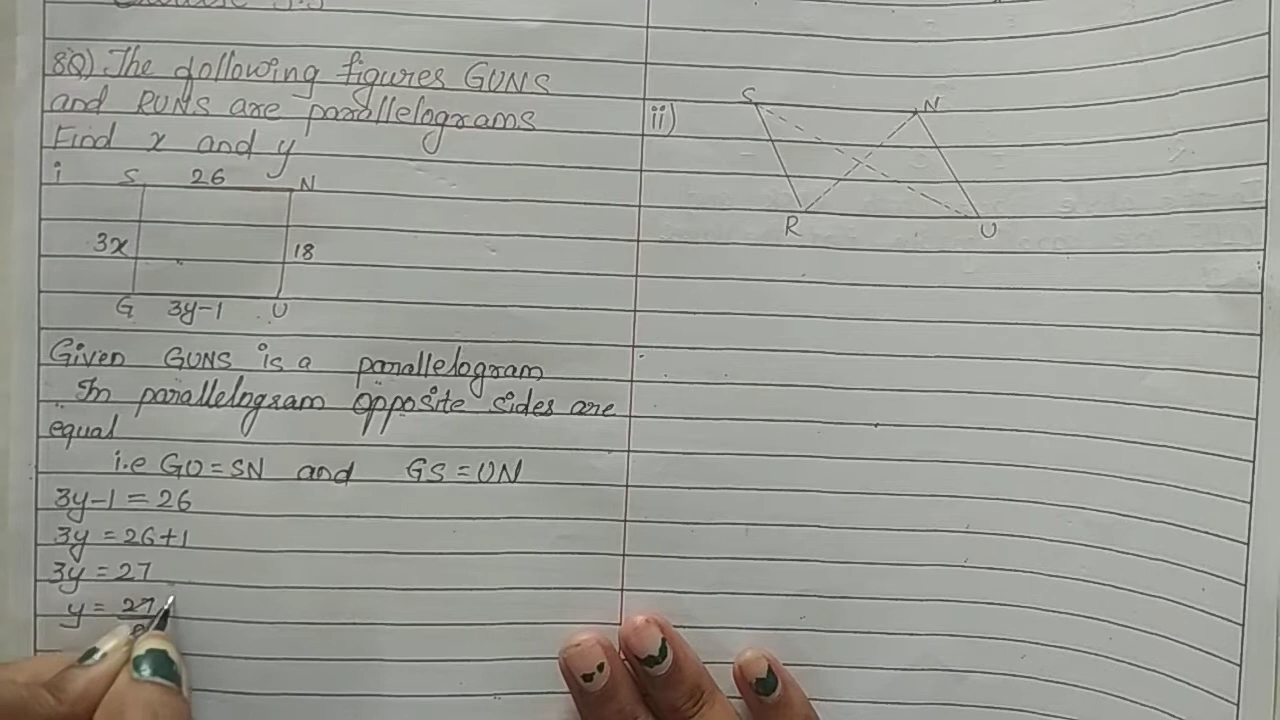 8Q) The following figures GUNS
and RUNS are parallelograms
Find x and y
i S 26 N
3x 18
G 3y-1 U
Given GUNS is a parallelogram
In parallelogram opposite sides are
equal
i.e GU = SN and GS = UN
3y-1 = 26
3y = 26+1
3y = 27
y = 27
ii) S N
R U